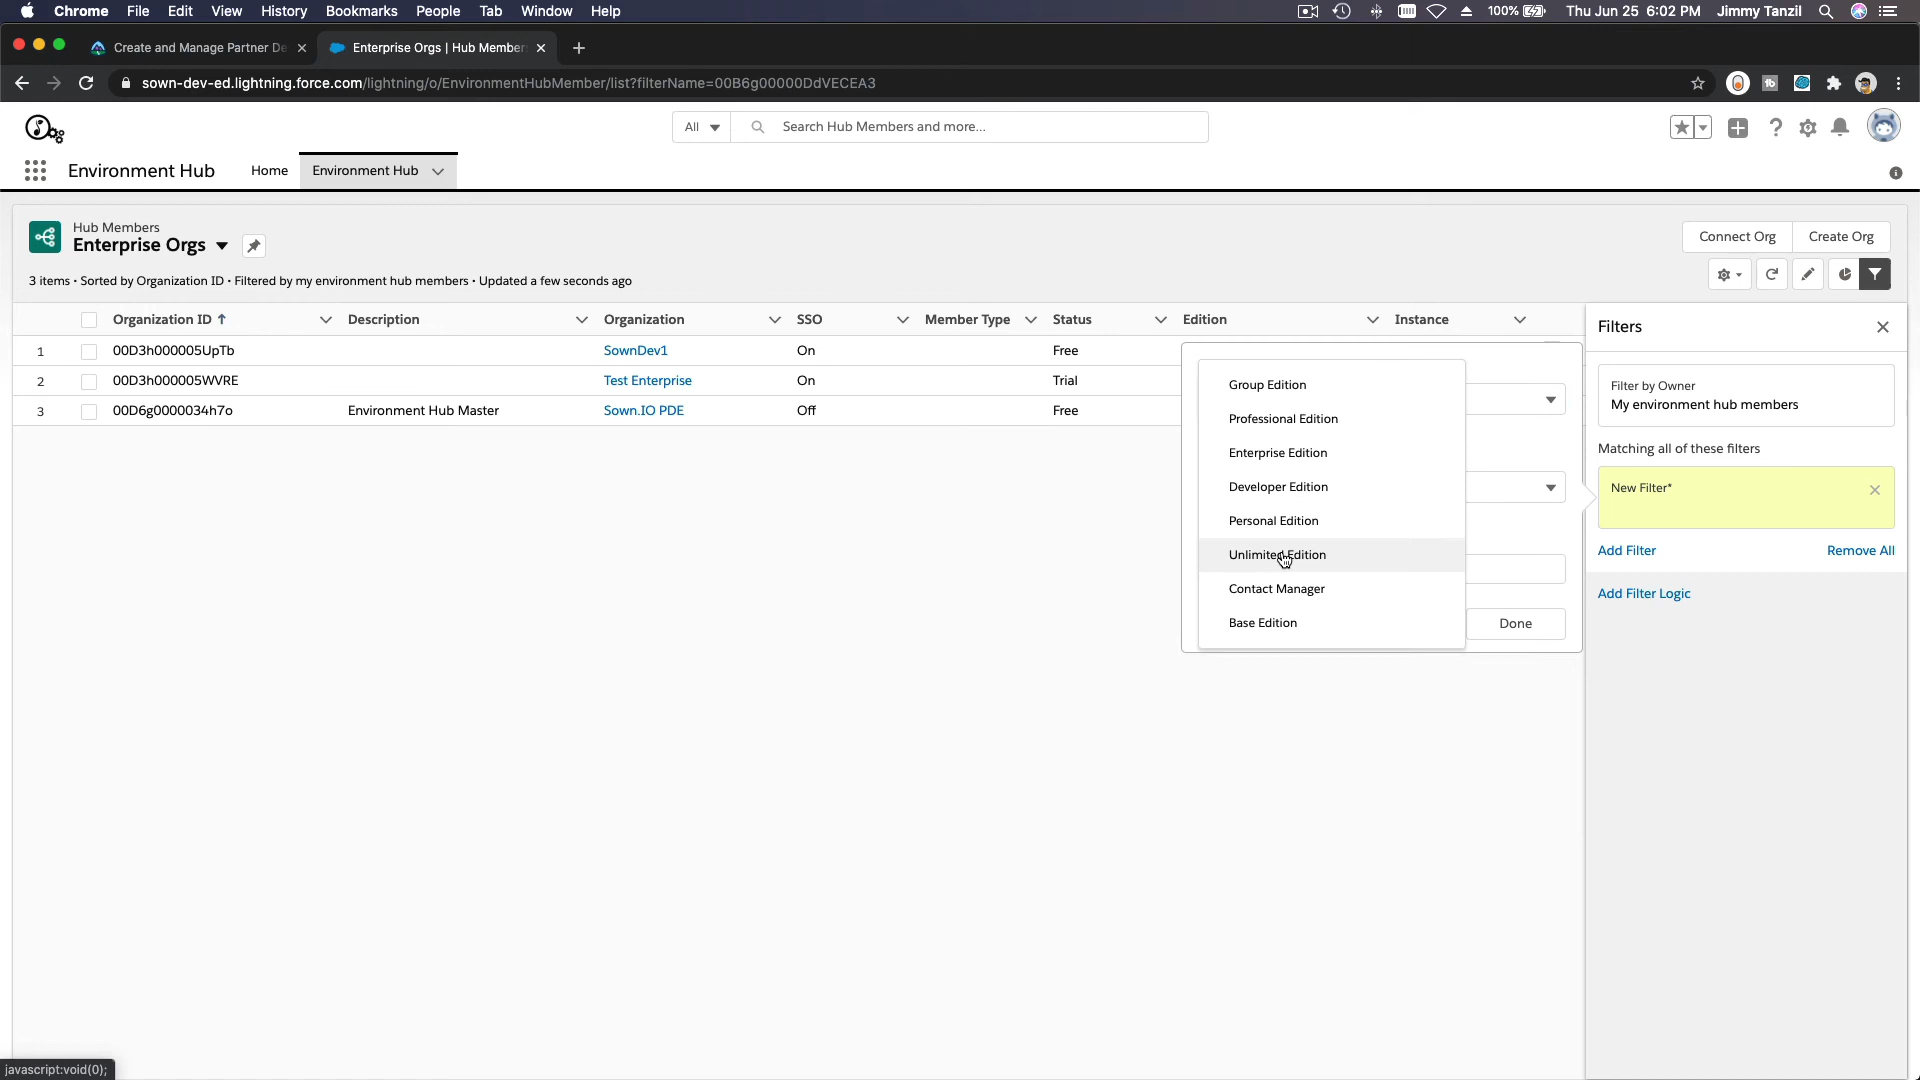 Chrome File Edit View History Bookmarks People Tab Window Help 100% Thu Jun 25 6:02 PM Jimmy Tanzil
Create and Manage Partner De Enterprise Orgs | Hub Member
sown-dev-ed.lightning.force.com/lightning/o/EnvironmentHubMember/list?filterName=00B6g00000DdVECEA3
All Search Hub Members and more...
Environment Hub Home Environment Hub
Hub Members
Enterprise Orgs
Connect Org Create Org
3 items • Sorted by Organization ID • Filtered by my environment hub members • Updated a few seconds ago
Organization ID Description Organization SSO Member Type Status Edition Instance
1 00D3h000005UpTb SownDev1 On Free
2 00D3h000005WVRE Test Enterprise On Trial
3 00D6g0000034h7o Environment Hub Master Sown.IO PDE Off Free
Group Edition
Professional Edition
Enterprise Edition
Developer Edition
Personal Edition
Unlimited Edition
Contact Manager
Base Edition
Done
Filters
Filter by Owner
My environment hub members
Matching all of these filters
New Filter*
Add Filter Remove All
Add Filter Logic
javascript:void(0);